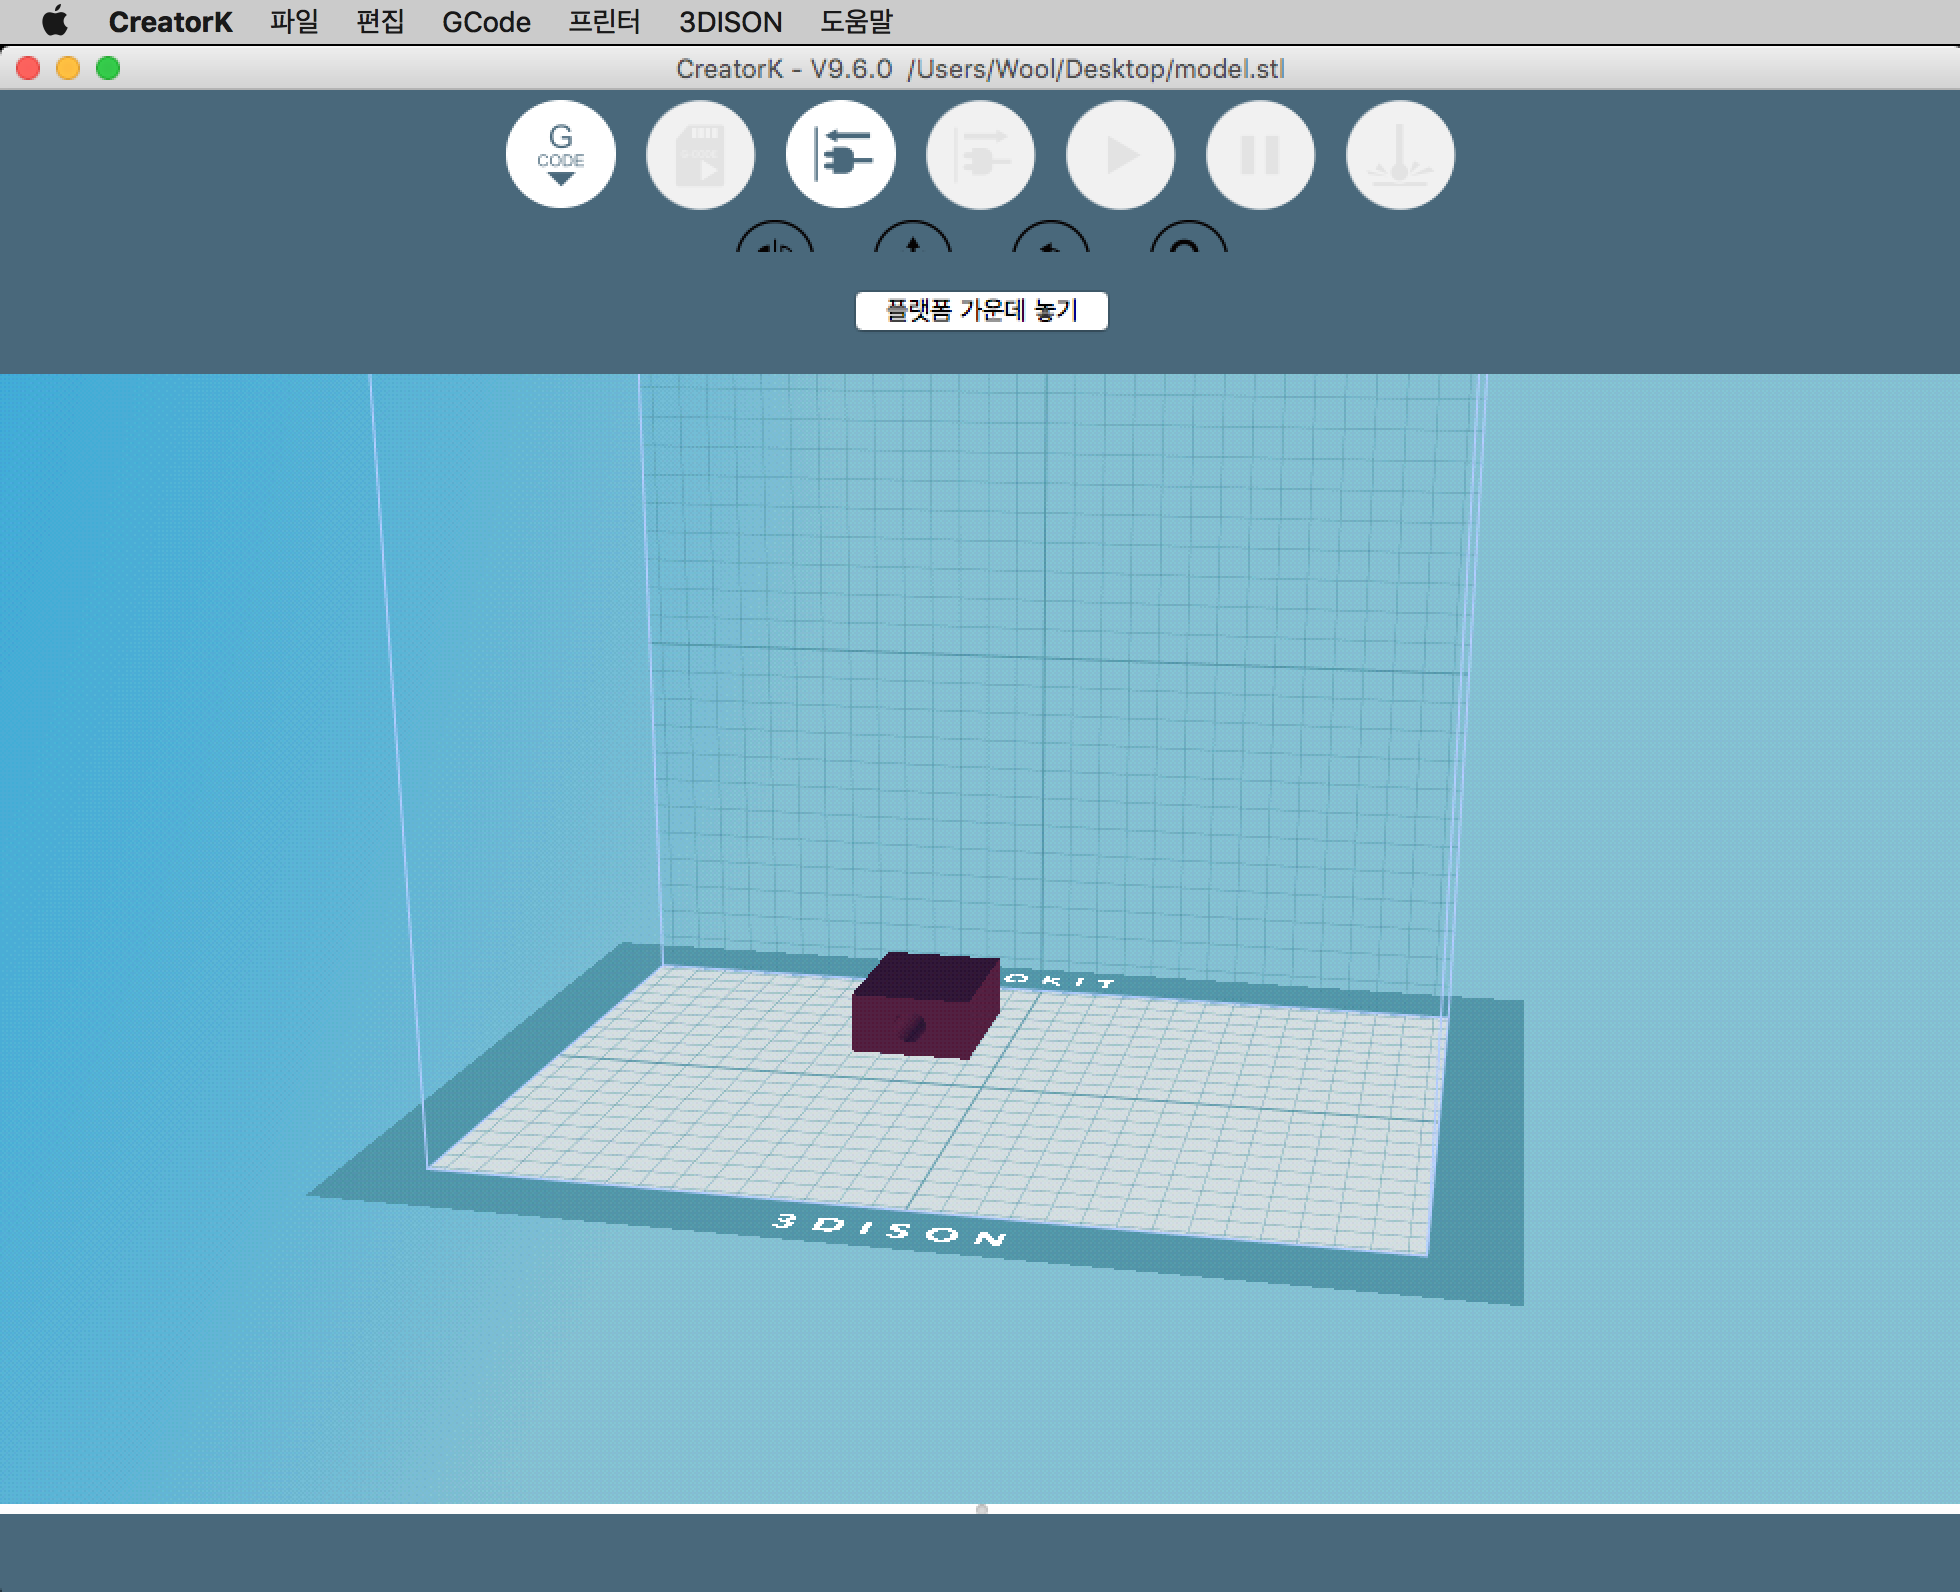 CreatorK 파일 편집 GCode 프린터 3DISON 도움말
CreatorK - V9.6.0 /Users/Wool/Desktop/model.stl
G
CODE
G-CODE
플랫폼 가운데 놓기
OKIT
3DISON